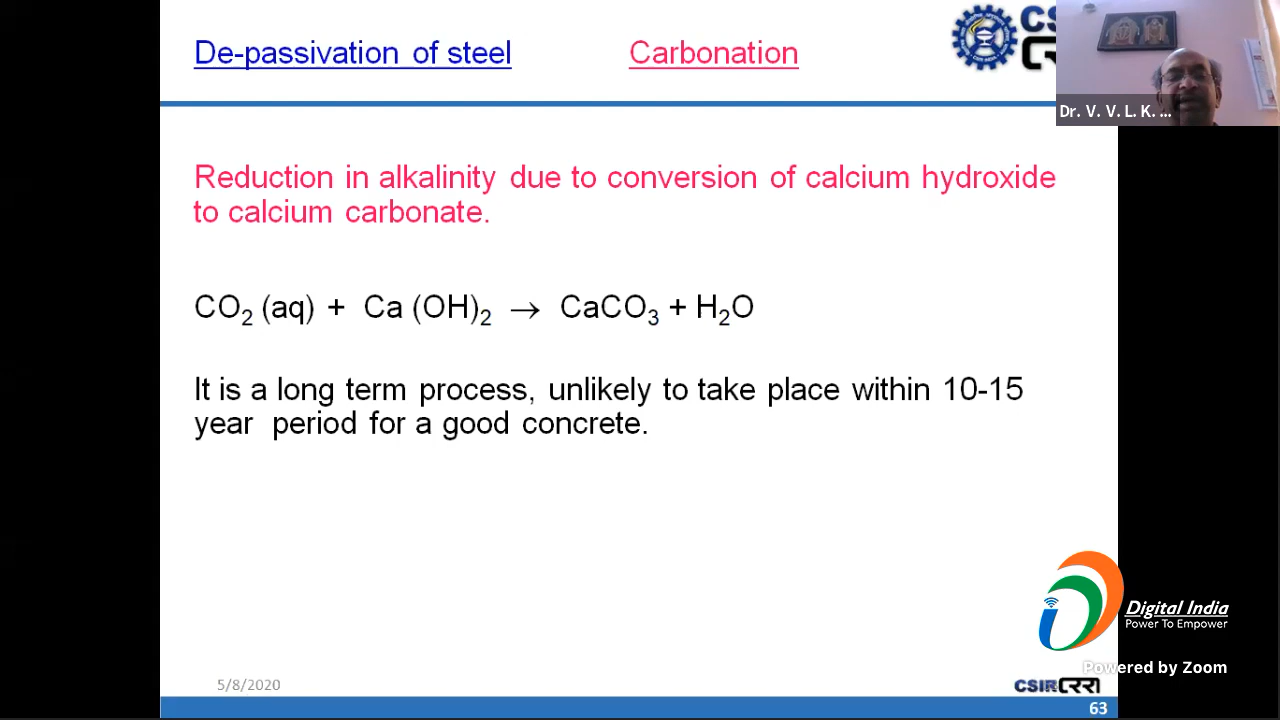 De-passivation of steel Carbonation
CS
Dr. V. V. L. K. ...
Reduction in alkalinity due to conversion of calcium hydroxide
to calcium carbonate.
CO₂ (aq) + Ca (OH)₂ → CaCO₃ + H₂O
It is a long term process, unlikely to take place within 10-15
year period for a good concrete.
Digital India
Power To Empower
Powered by Zoom
5/8/2020
CSIR CRRI
63